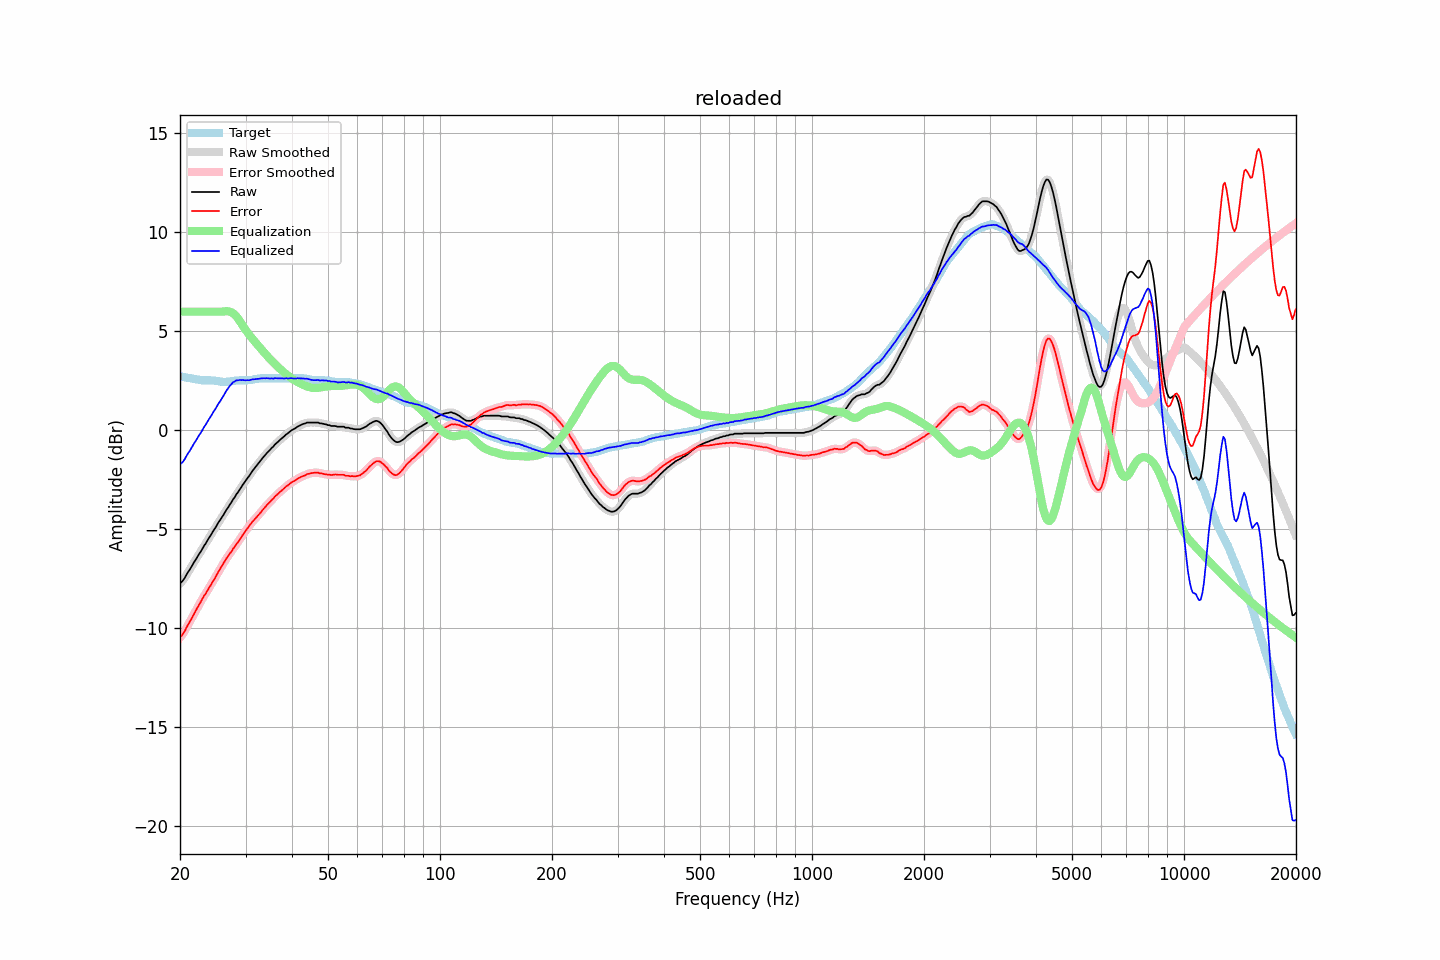 reloaded
Target
Raw Smoothed
Error Smoothed
Raw
Error
Equalization
Equalized
15
10
5
0
−5
−10
−15
−20
Amplitude (dBr)
20 50 100 200 500 1000 2000 5000 10000 20000
Frequency (Hz)